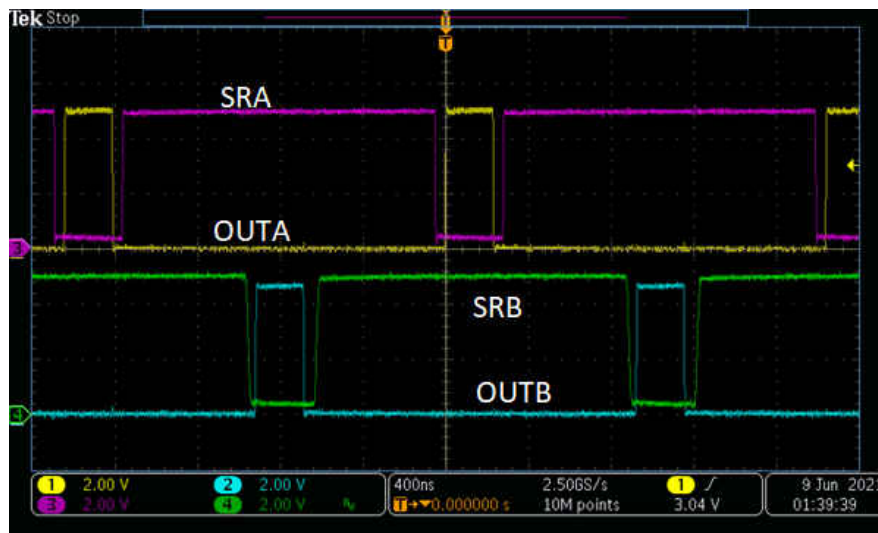 Tek Stop
T
T
SRA
3
OUTA
SRB
OUTB
4
1 2.00 V 2 2.00 V 400ns 2.50GS/s 1 9 Jun 202
3 2.00 V 4 2.00 V T→▼0.000000 s 10M points 3.04 V 01:39:39